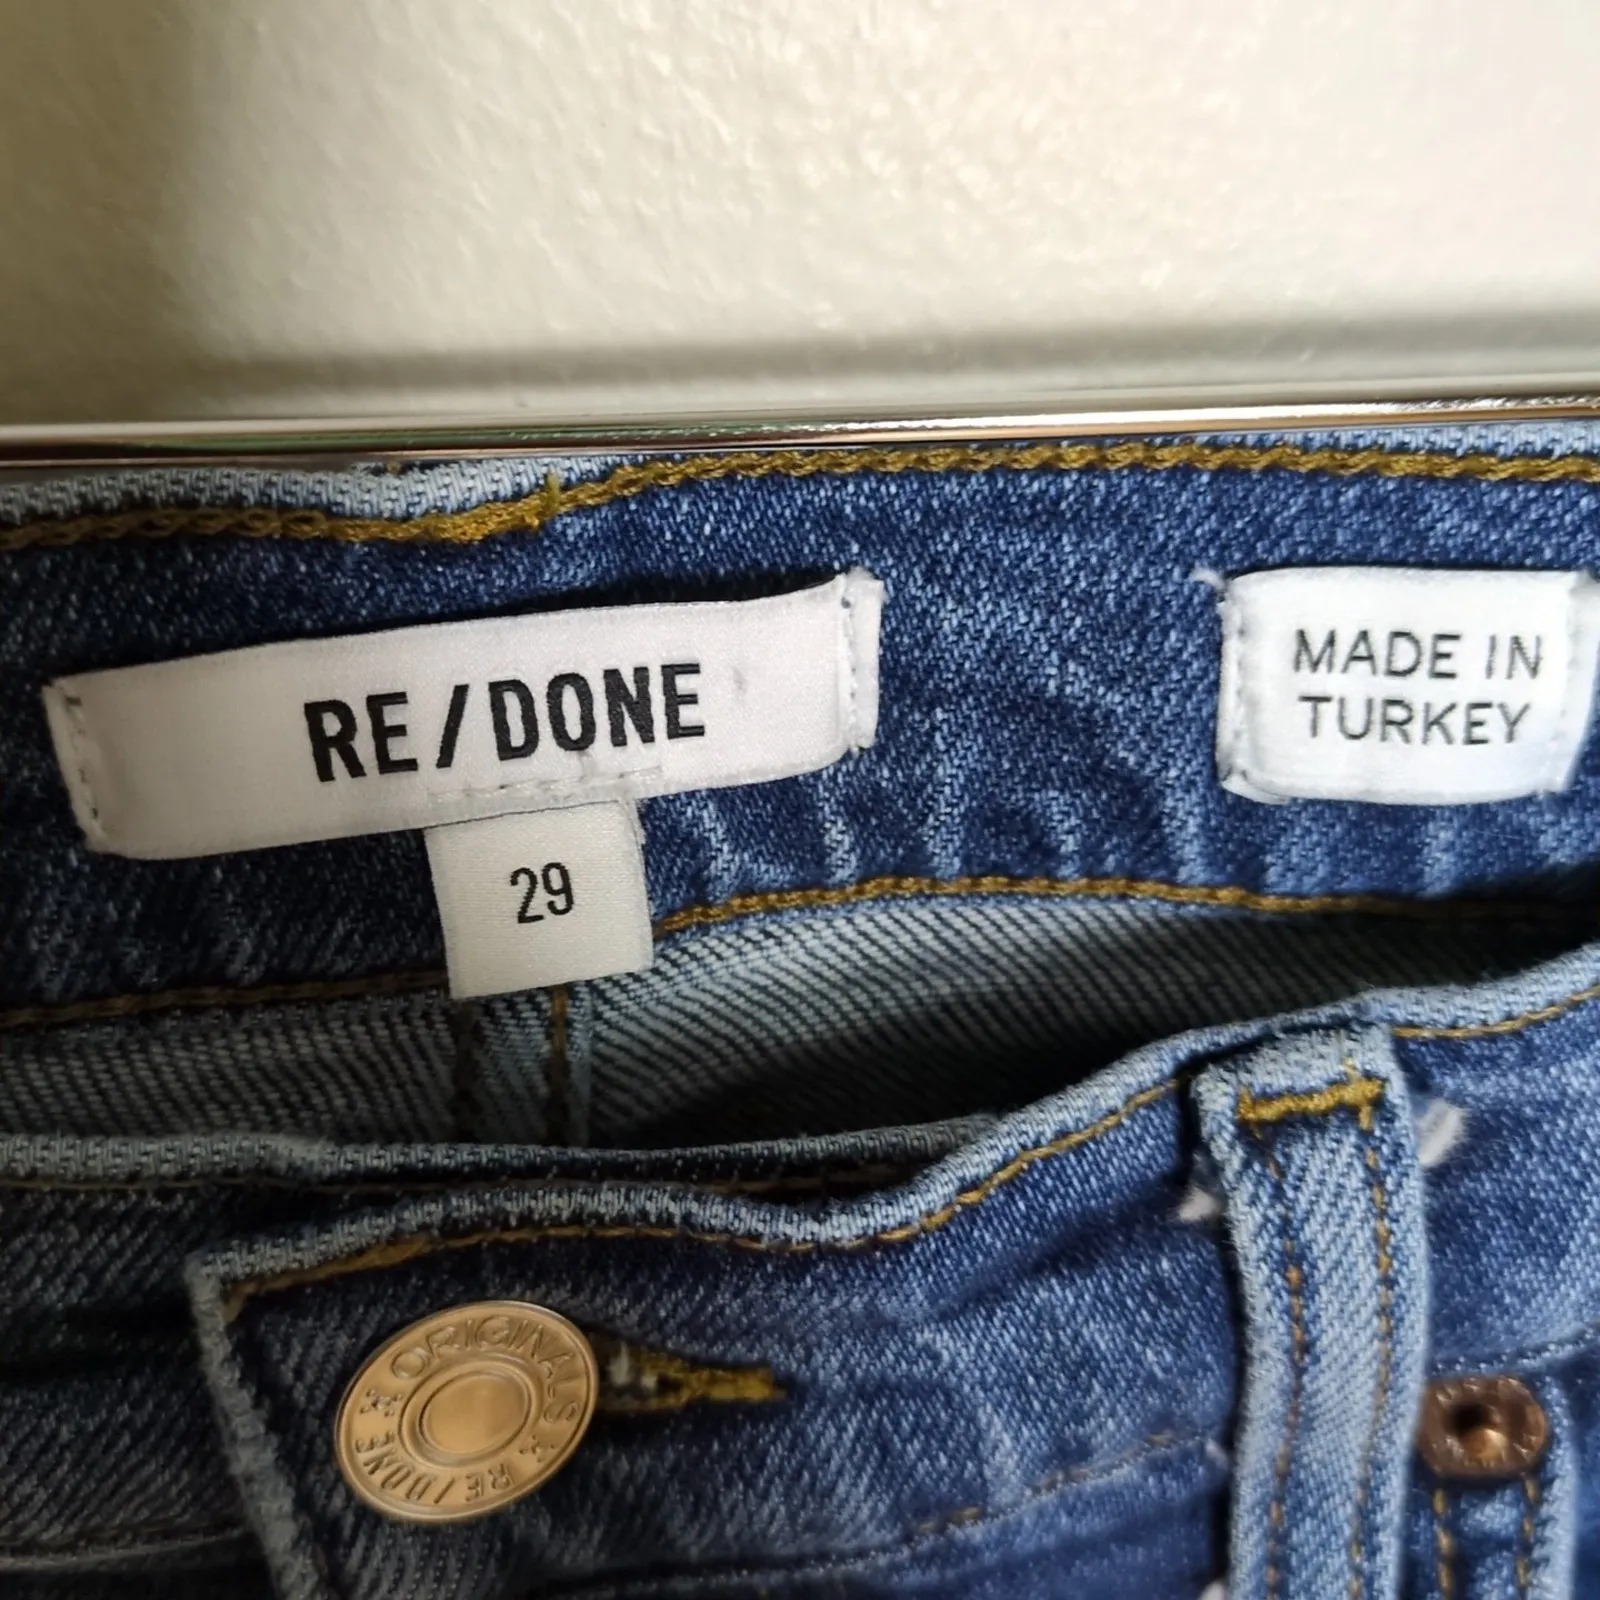 RE/DONE
29
MADE IN
TURKEY
ORIGINALS
RE/DONE